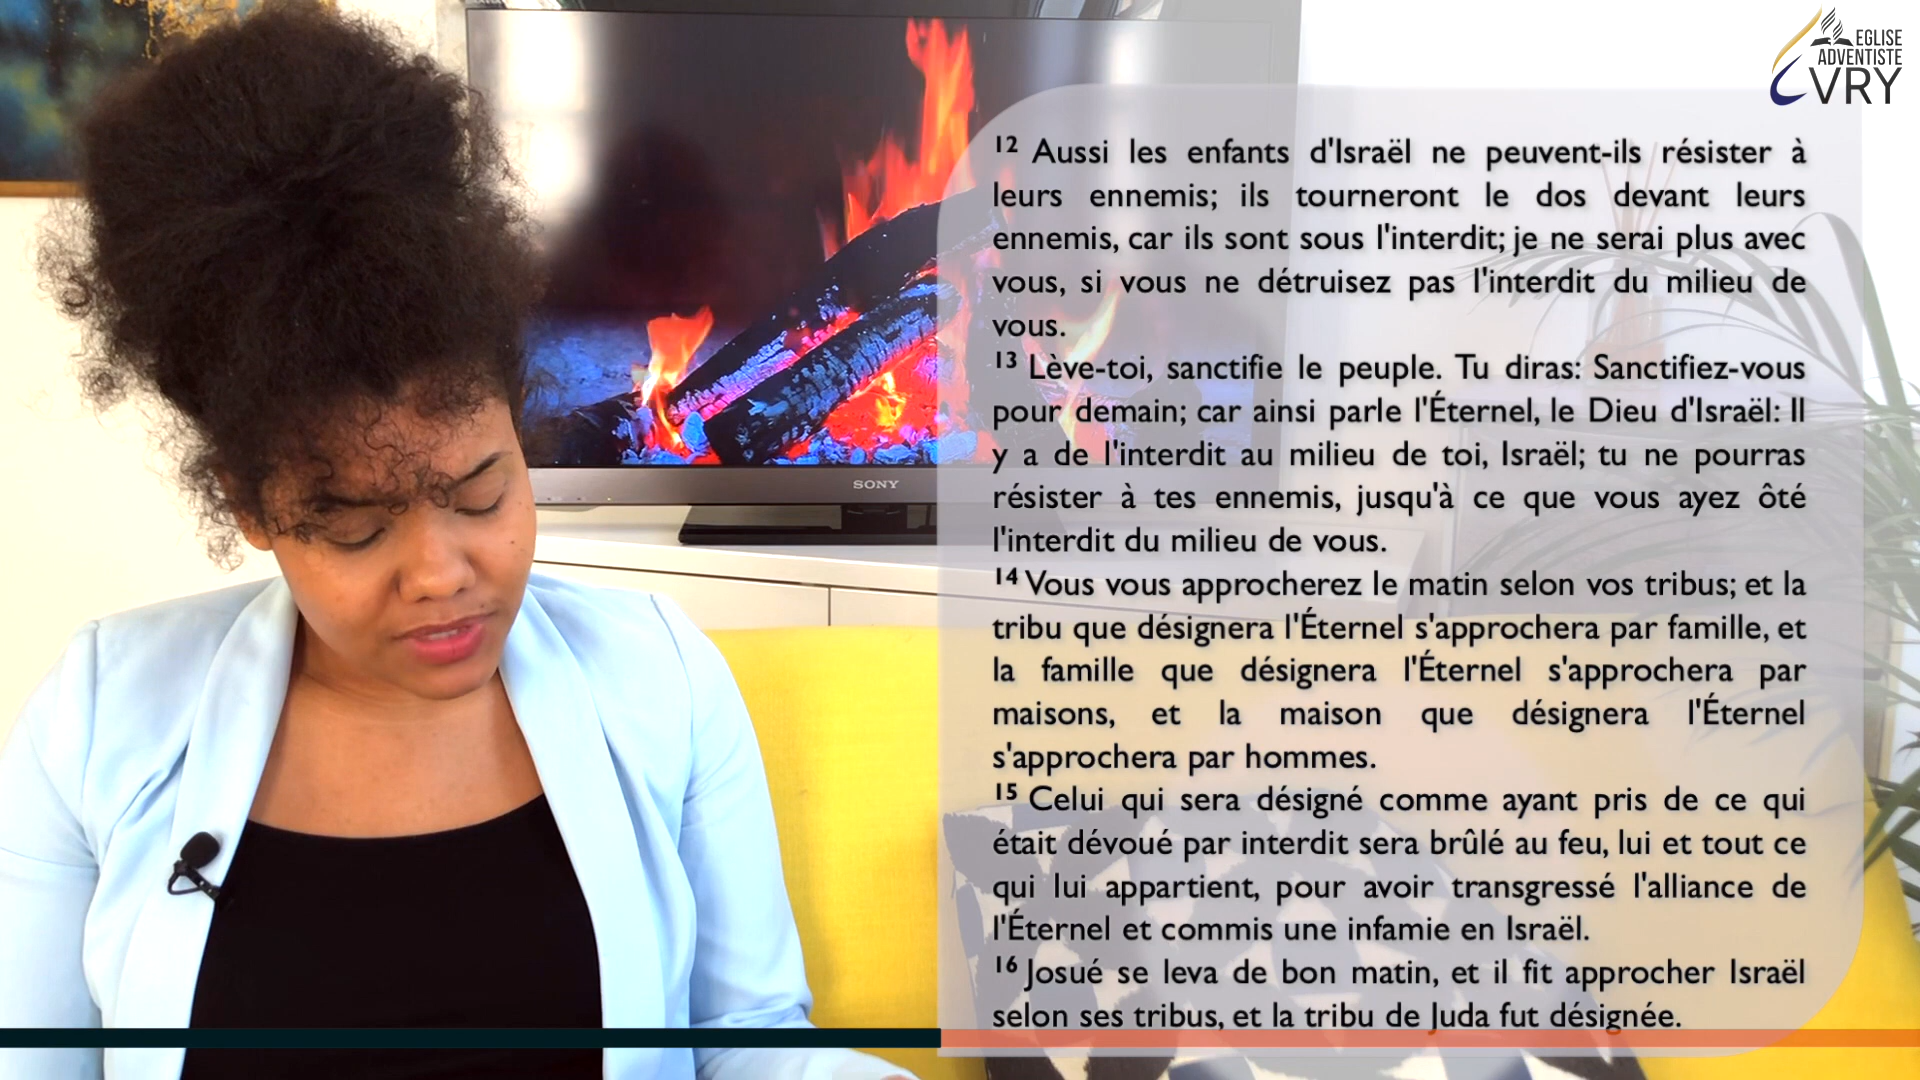 EGLISE
ADVENTISTE
VRY
12 Aussi les enfants d'Israël ne peuvent-ils résister à
leurs ennemis; ils tourneront le dos devant leurs
ennemis, car ils sont sous l'interdit; je ne serai plus avec
vous, si vous ne détruisez pas l'interdit du milieu de
vous.
13 Lève-toi, sanctifie le peuple. Tu diras: Sanctifiez-vous
pour demain; car ainsi parle l'Éternel, le Dieu d'Israël: Il
y a de l'interdit au milieu de toi, Israël; tu ne pourras
résister à tes ennemis, jusqu'à ce que vous ayez ôté
l'interdit du milieu de vous.
14 Vous vous approcherez le matin selon vos tribus; et la
tribu que désignera l'Éternel s'approchera par famille, et
la famille que désignera l'Éternel s'approchera par
maisons, et la maison que désignera l'Éternel
s'approchera par hommes.
15 Celui qui sera désigné comme ayant pris de ce qui
était dévoué par interdit sera brûlé au feu, lui et tout ce
qui lui appartient, pour avoir transgressé l'alliance de
l'Éternel et commis une infamie en Israël.
16 Josué se leva de bon matin, et il fit approcher Israël
selon ses tribus, et la tribu de Juda fut désignée.
SONY